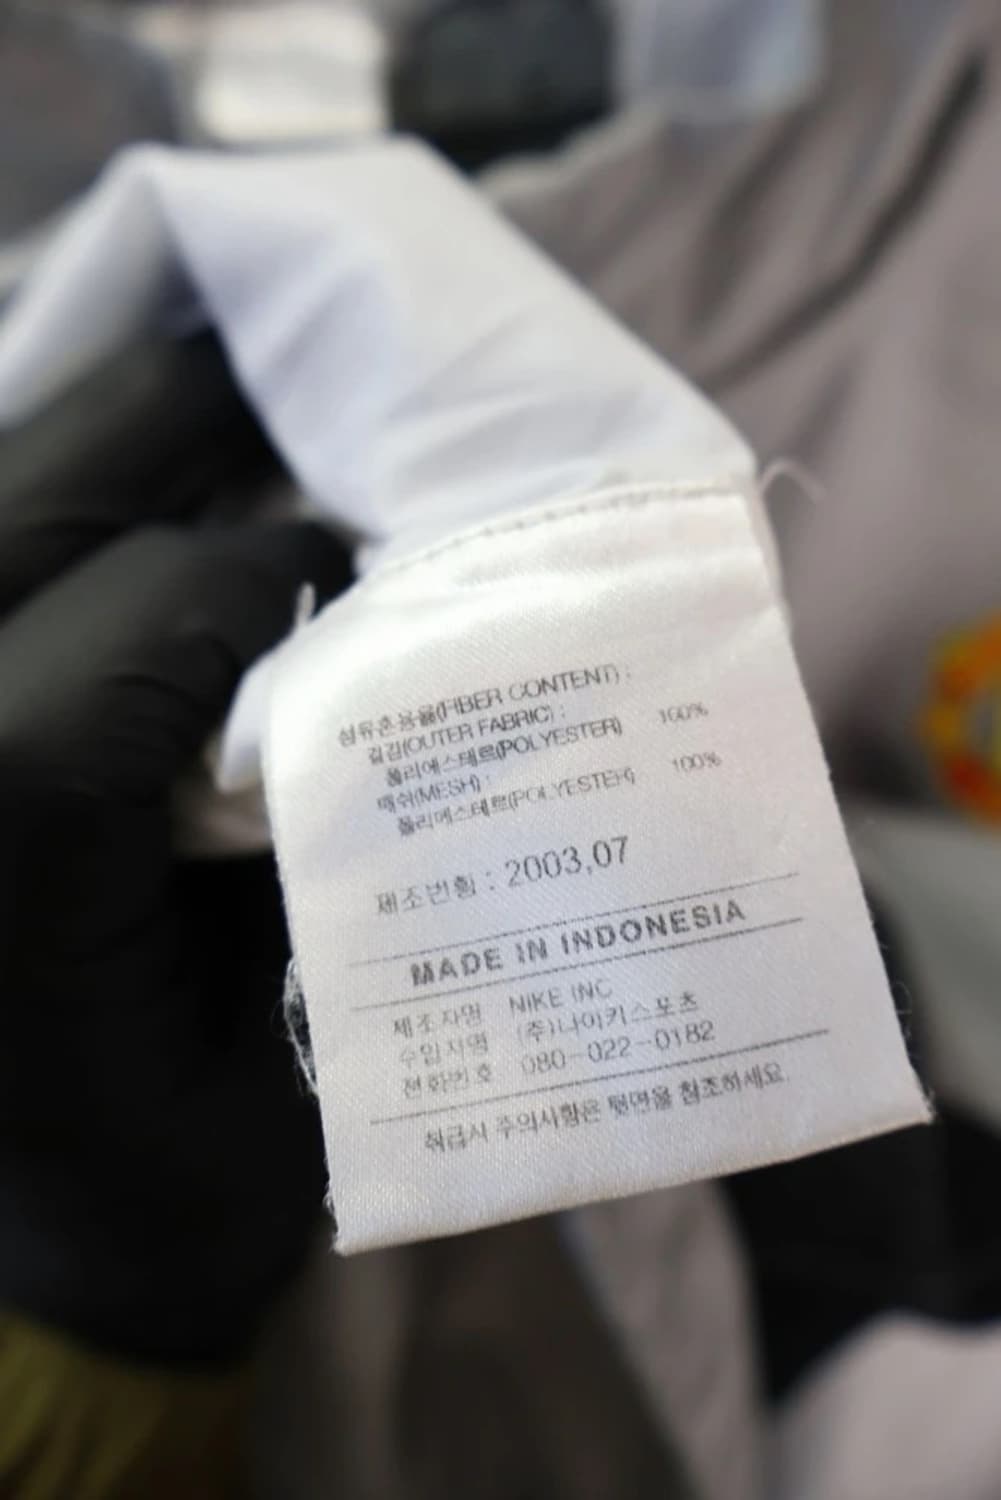 섬유혼용율(FIBER CONTENT) :
겉감(OUTER FABRIC) :
폴리에스테르(POLYESTER) 100%
매쉬(MESH) :
폴리에스테르(POLYESTER) 100%
제조년월 : 2003.07
MADE IN INDONESIA
제조자명 NIKE INC
수입자명 (주)나이키스포츠
전화번호 080-022-0182
취급시 주의사항은 뒷면을 참조하세요.